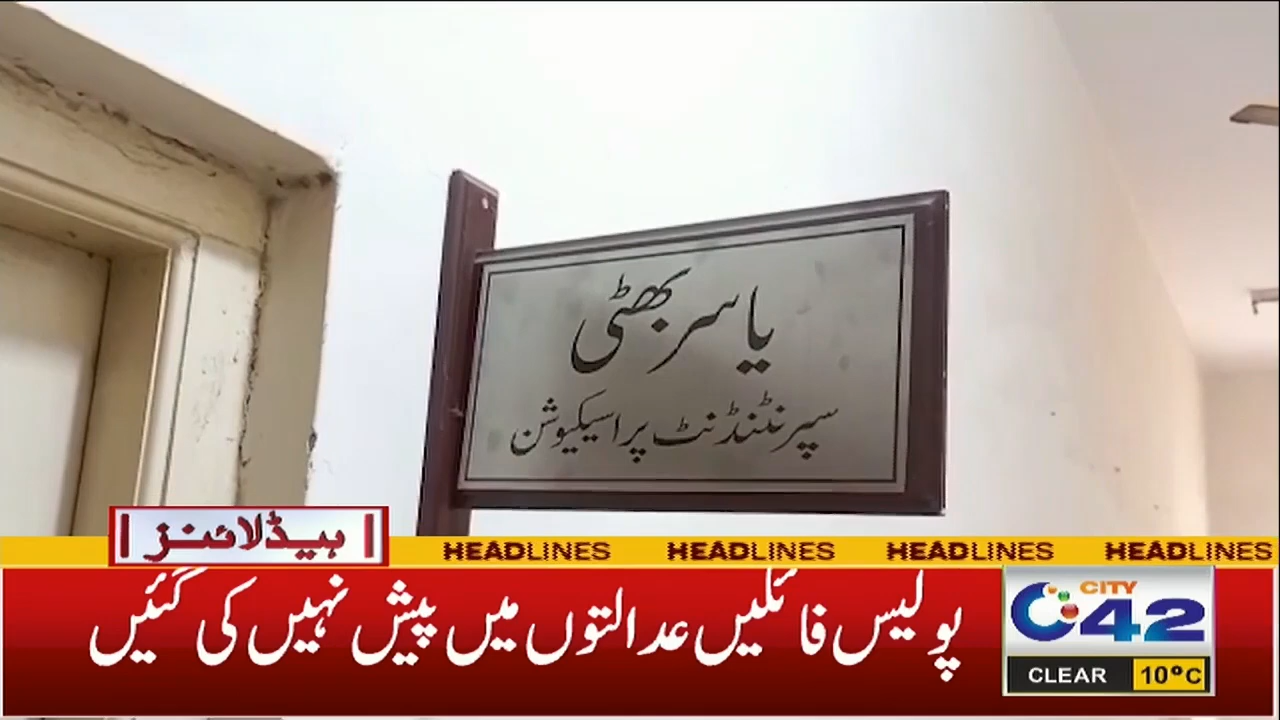 یاسر بھٹی
سپرنٹنڈنٹ پراسیکیوشن
ہیڈلائنز
HEADLINES HEADLINES HEADLINES HEADLINES
پولیس فائلیں عدالتوں میں پیش نہیں کی گئیں
CITY
42
CLEAR 10°C